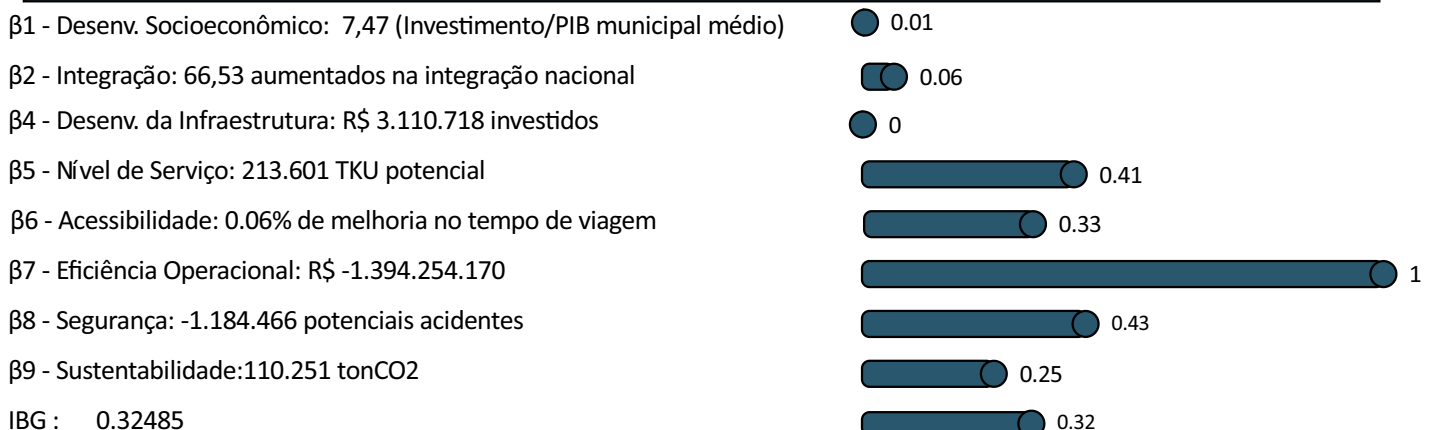 β1 - Desenv. Socioeconômico:  7,47 (Investimento/PIB municipal médio) 0.01
β2 - Integração: 66,53 aumentados na integração nacional 0.06
β4 - Desenv. da Infraestrutura: R$ 3.110.718 investidos 0
β5 - Nível de Serviço: 213.601 TKU potencial 0.41
β6 - Acessibilidade: 0.06% de melhoria no tempo de viagem 0.33
β7 - Eficiência Operacional: R$ -1.394.254.170 1
β8 - Segurança: -1.184.466 potenciais acidentes 0.43
β9 - Sustentabilidade:110.251 tonCO2 0.25
IBG :  0.32485 0.32